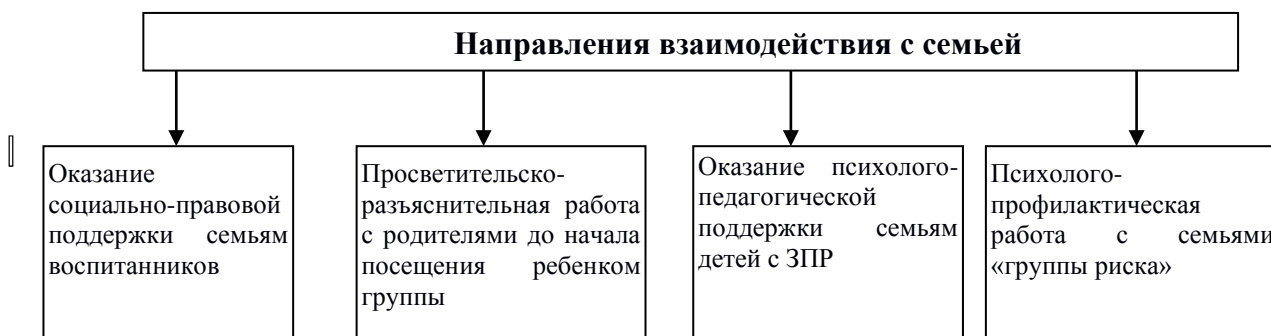 Направления взаимодействия с семьей
Оказание
социально-правовой
поддержки семьям
воспитанников
Просветительско-
разъяснительная работа
с родителями до начала
посещения ребенком
группы
Оказание психолого-
педагогической
поддержки семьям
детей с ЗПР
Психолого-
профилактическая
работа с семьями
«группы риска»